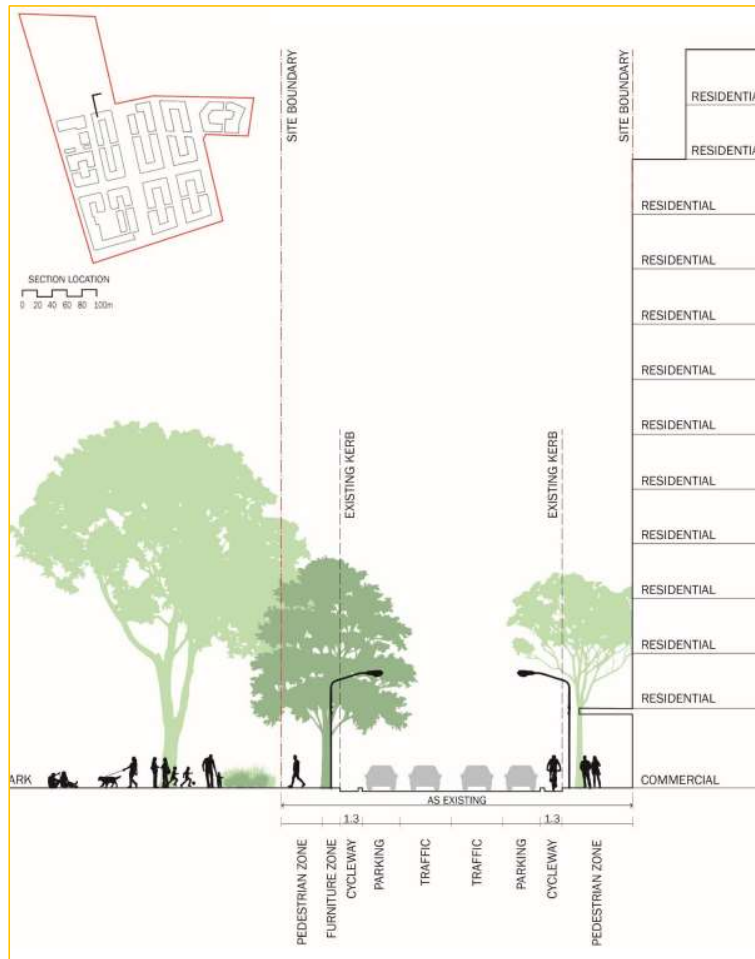 SITE BOUNDARY
SITE BOUNDARY
RESIDENTIA
RESIDENTIA
RESIDENTIAL
RESIDENTIAL
SECTION LOCATION
0 20 40 60 80 100m
RESIDENTIAL
RESIDENTIAL
RESIDENTIAL
EXISTING KERB
EXISTING KERB
RESIDENTIAL
RESIDENTIAL
RESIDENTIAL
RESIDENTIAL
RESIDENTIAL
ARK
COMMERCIAL
AS EXISTING
1.3
1.3
PEDESTRIAN ZONE
FURNITURE ZONE
CYCLEWAY
PARKING
TRAFFIC
TRAFFIC
PARKING
CYCLEWAY
PEDESTRIAN ZONE